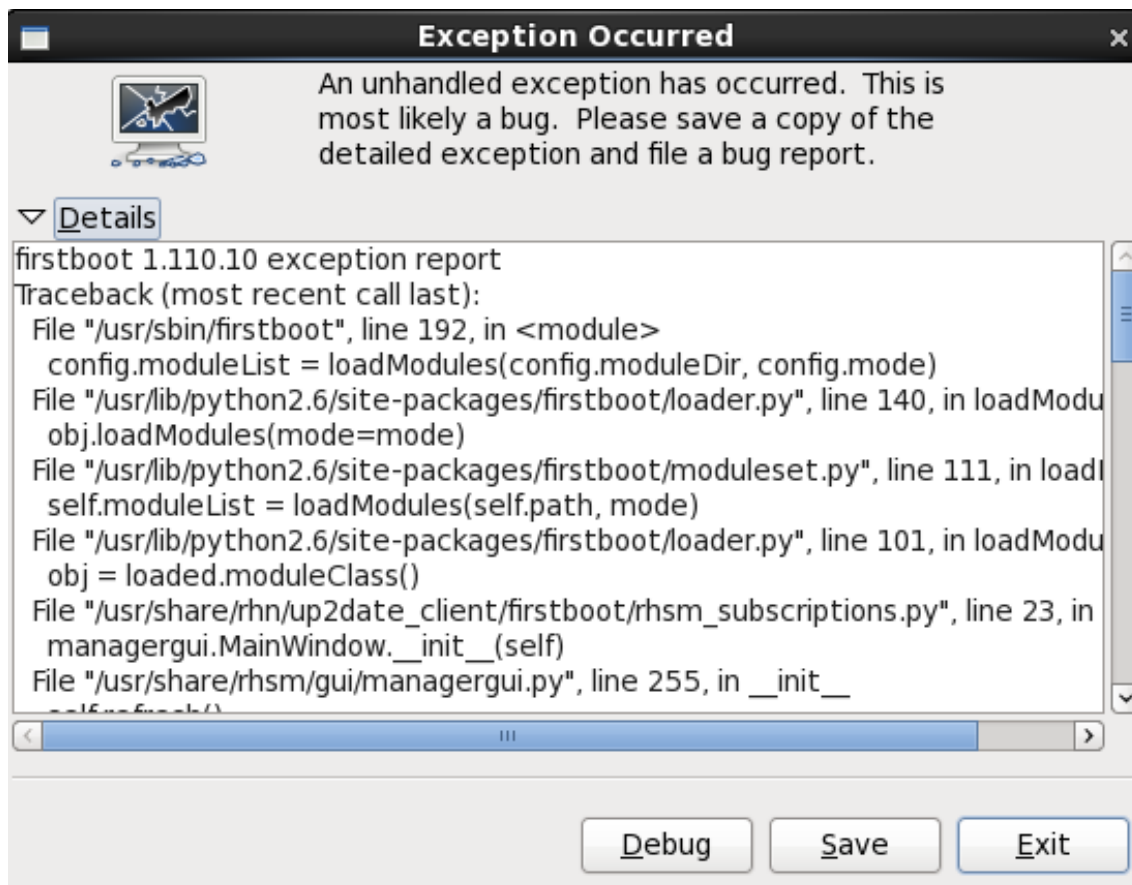 Exception Occurred
An unhandled exception has occurred. This is
most likely a bug. Please save a copy of the
detailed exception and file a bug report.
Details
firstboot 1.110.10 exception report
Traceback (most recent call last):
File "/usr/sbin/firstboot", line 192, in <module>
config.moduleList = loadModules(config.moduleDir, config.mode)
File "/usr/lib/python2.6/site-packages/firstboot/loader.py", line 140, in loadModu
obj.loadModules(mode=mode)
File "/usr/lib/python2.6/site-packages/firstboot/moduleset.py", line 111, in load
self.moduleList = loadModules(self.path, mode)
File "/usr/lib/python2.6/site-packages/firstboot/loader.py", line 101, in loadModu
obj = loaded.moduleClass()
File "/usr/share/rhn/up2date_client/firstboot/rhsm_subscriptions.py", line 23, in
managergui.MainWindow.__init__(self)
File "/usr/share/rhsm/gui/managergui.py", line 255, in __init__
Debug
Save
Exit